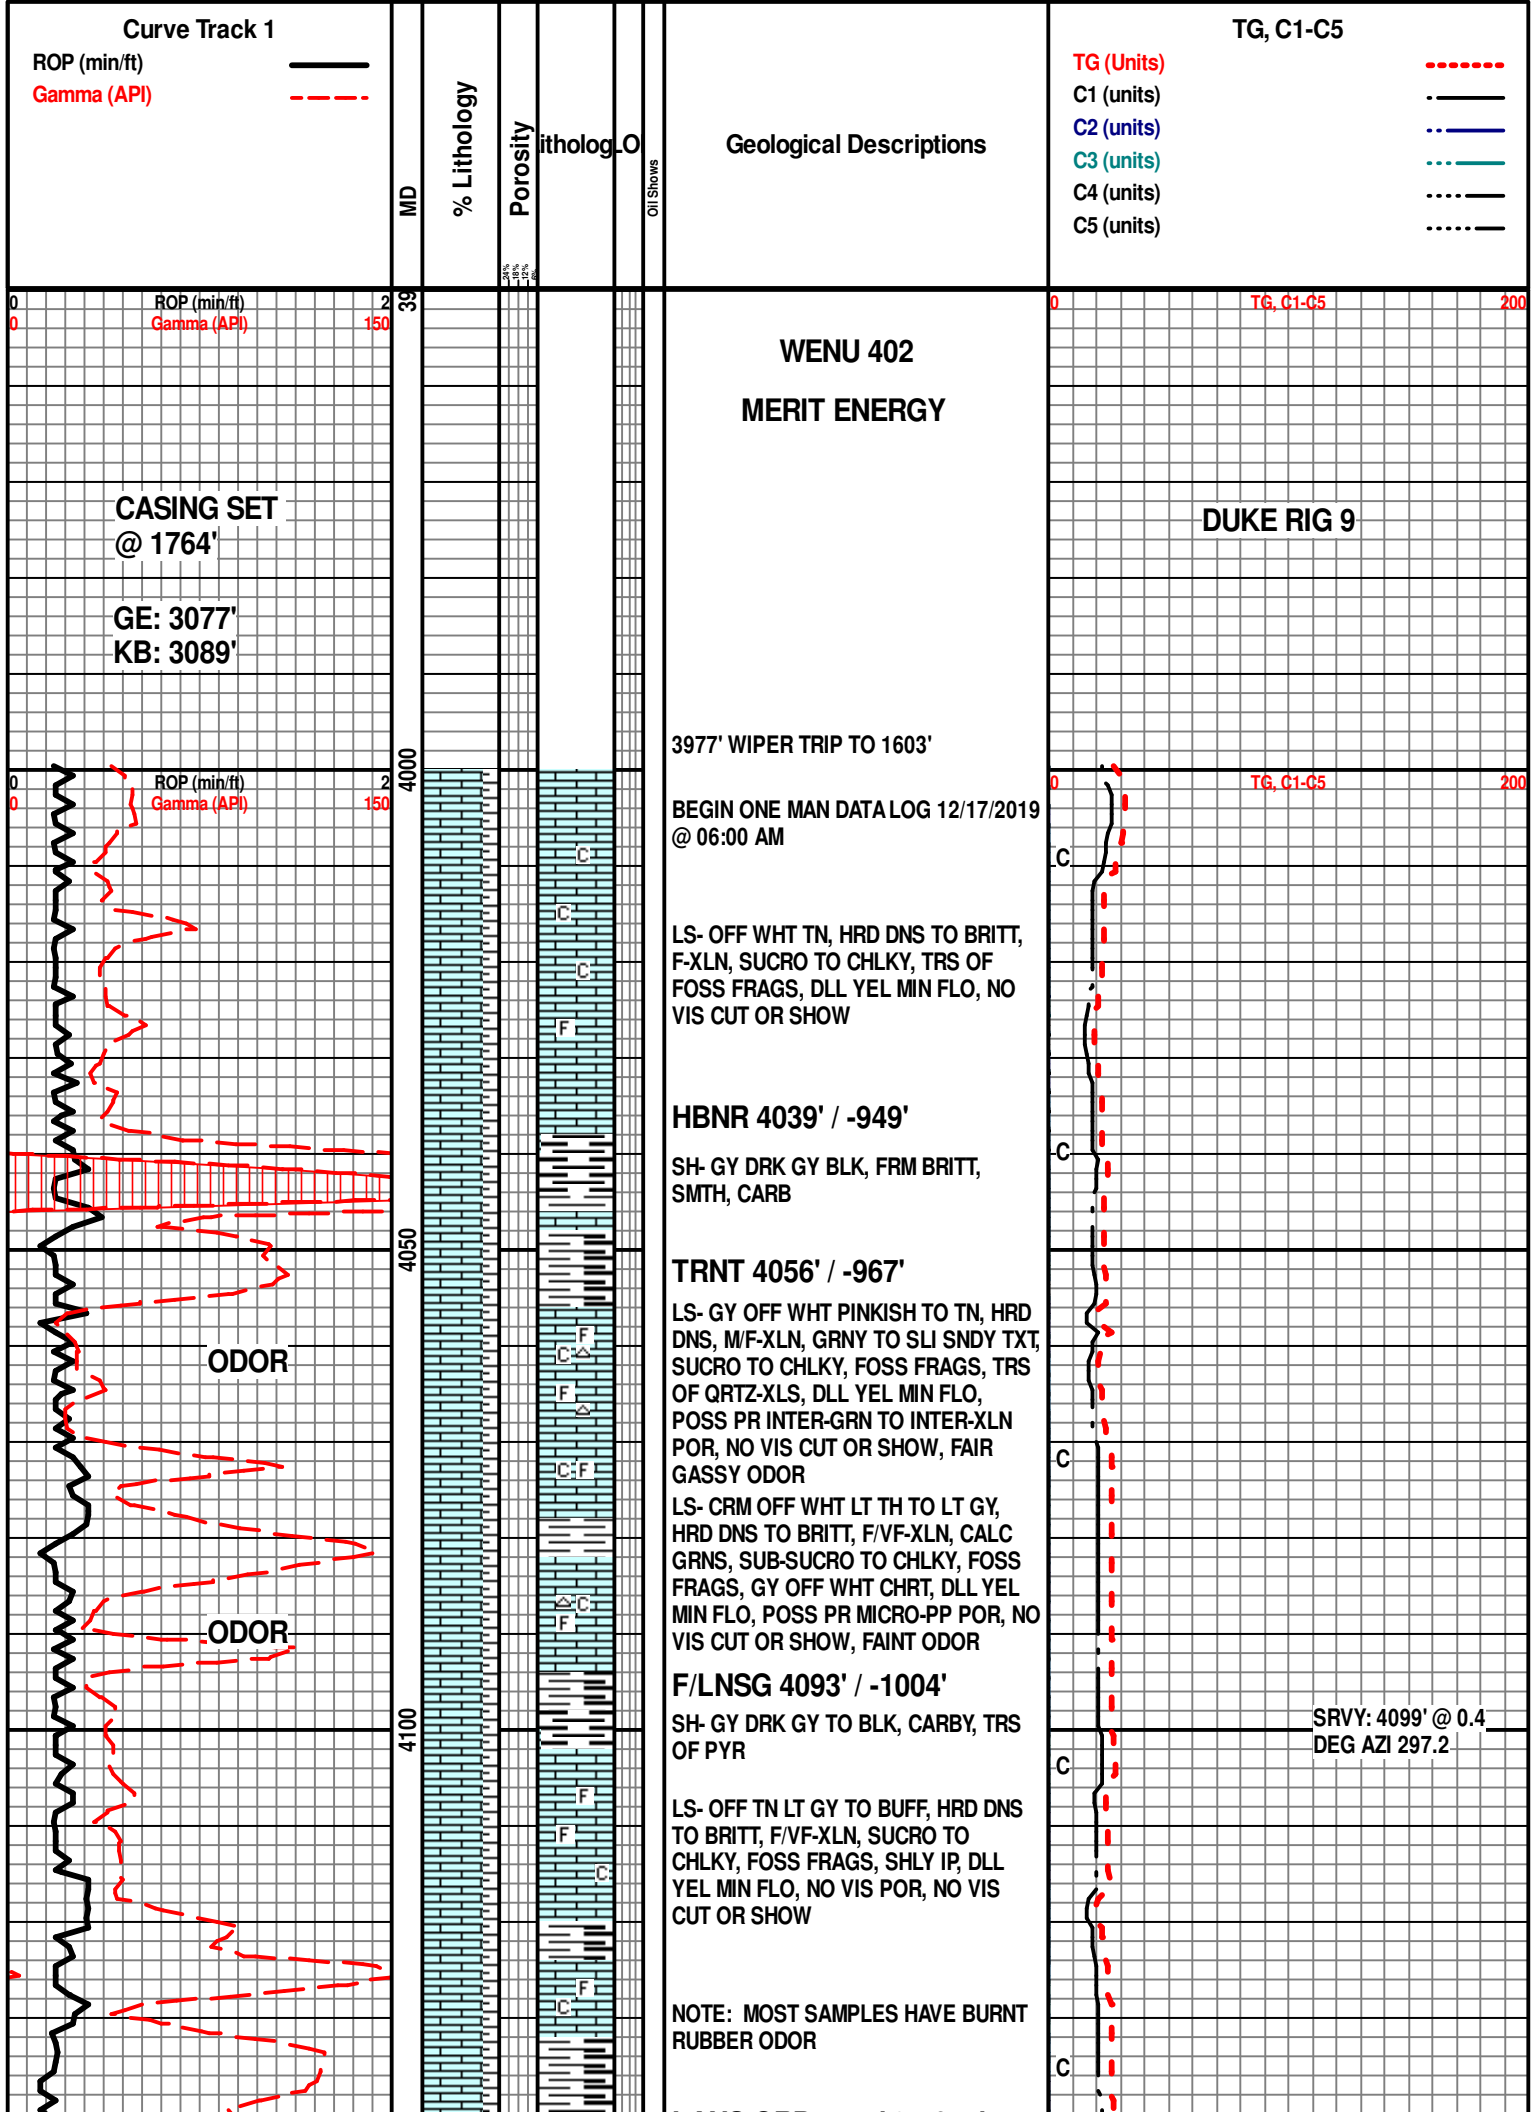 Curve Track 1
ROP (min/ft)
Gamma (API)
MD
% Lithology
Porosity
24%
18%
12%
6%
ithologLO
Oil Shows
Geological Descriptions
TG, C1-C5
TG (Units)
C1 (units)
C2 (units)
C3 (units)
C4 (units)
C5 (units)
0 ROP (min/ft) 2
0 Gamma (API) 150
39
0 TG, C1-C5 200
WENU 402
MERIT ENERGY
CASING SET
@ 1764'
DUKE RIG 9
GE: 3077'
KB: 3089'
3977' WIPER TRIP TO 1603'
4000
0 ROP (min/ft) 2
0 Gamma (API) 150
0 TG, C1-C5 200
BEGIN ONE MAN DATA LOG 12/17/2019
@ 06:00 AM
C
C
C
LS- OFF WHT TN, HRD DNS TO BRITT,
F-XLN, SUCRO TO CHLKY, TRS OF
FOSS FRAGS, DLL YEL MIN FLO, NO
VIS CUT OR SHOW
C
F
HBNR 4039' / -949'
C
SH- GY DRK GY BLK, FRM BRITT,
SMTH, CARB
4050
TRNT 4056' / -967'
LS- GY OFF WHT PINKISH TO TN, HRD
DNS, M/F-XLN, GRNY TO SLI SNDY TXT,
SUCRO TO CHLKY, FOSS FRAGS, TRS
OF QRTZ-XLS, DLL YEL MIN FLO,
POSS PR INTER-GRN TO INTER-XLN
POR, NO VIS CUT OR SHOW, FAIR
GASSY ODOR
ODOR
F
C
F
C F
C
LS- CRM OFF WHT LT TH TO LT GY,
HRD DNS TO BRITT, F/VF-XLN, CALC
GRNS, SUB-SUCRO TO CHLKY, FOSS
FRAGS, GY OFF WHT CHRT, DLL YEL
MIN FLO, POSS PR MICRO-PP POR, NO
VIS CUT OR SHOW, FAINT ODOR
ODOR
C
F
F/LNSG 4093' / -1004'
4100
SH- GY DRK GY TO BLK, CARBY, TRS
OF PYR
SRVY: 4099' @ 0.4
DEG AZI 297.2
C
F
F
C
LS- OFF TN LT GY TO BUFF, HRD DNS
TO BRITT, F/VF-XLN, SUCRO TO
CHLKY, FOSS FRAGS, SHLY IP, DLL
YEL MIN FLO, NO VIS POR, NO VIS
CUT OR SHOW
F
C
NOTE: MOST SAMPLES HAVE BURNT
RUBBER ODOR
C